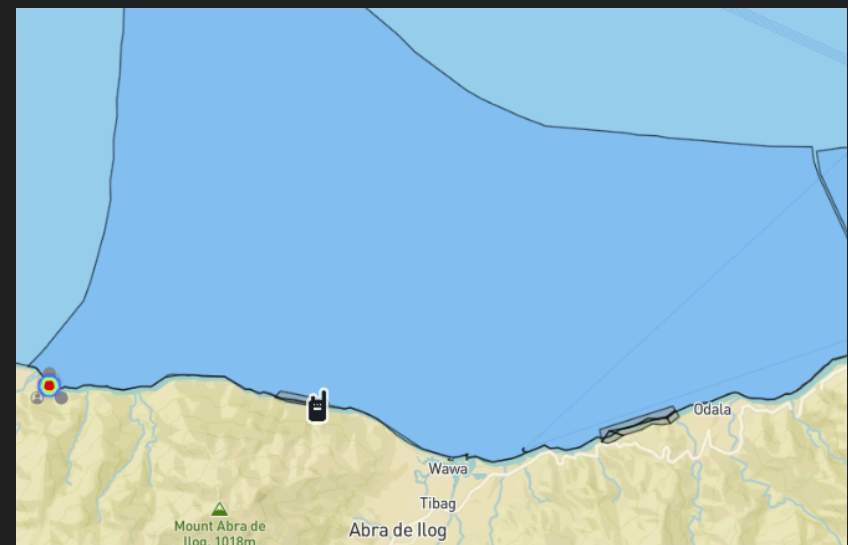 Odala
Wawa
Tibag
Mount Abra de
Ilog, 1018m
Abra de Ilog